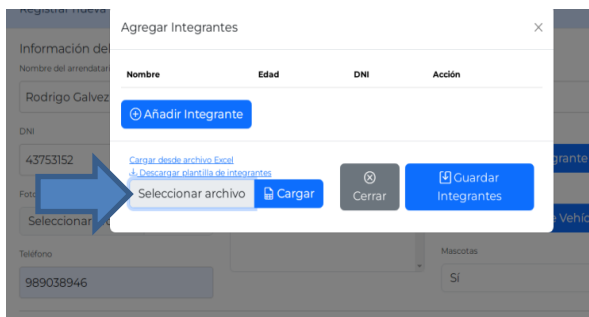 Registrar nueva
Agregar Integrantes
Información del
Nombre del arrendatari
Rodrigo Galvez
DNI
43753152
Nombre Edad DNI Acción
Añadir Integrante
Cargar desde archivo Excel
Descargar plantilla de integrantes
Seleccionar archivo Cargar
Cerrar
Guardar
Integrantes
grante
Foto
Seleccionar
Vehíc
Teléfono
989038946
Mascotas
Sí